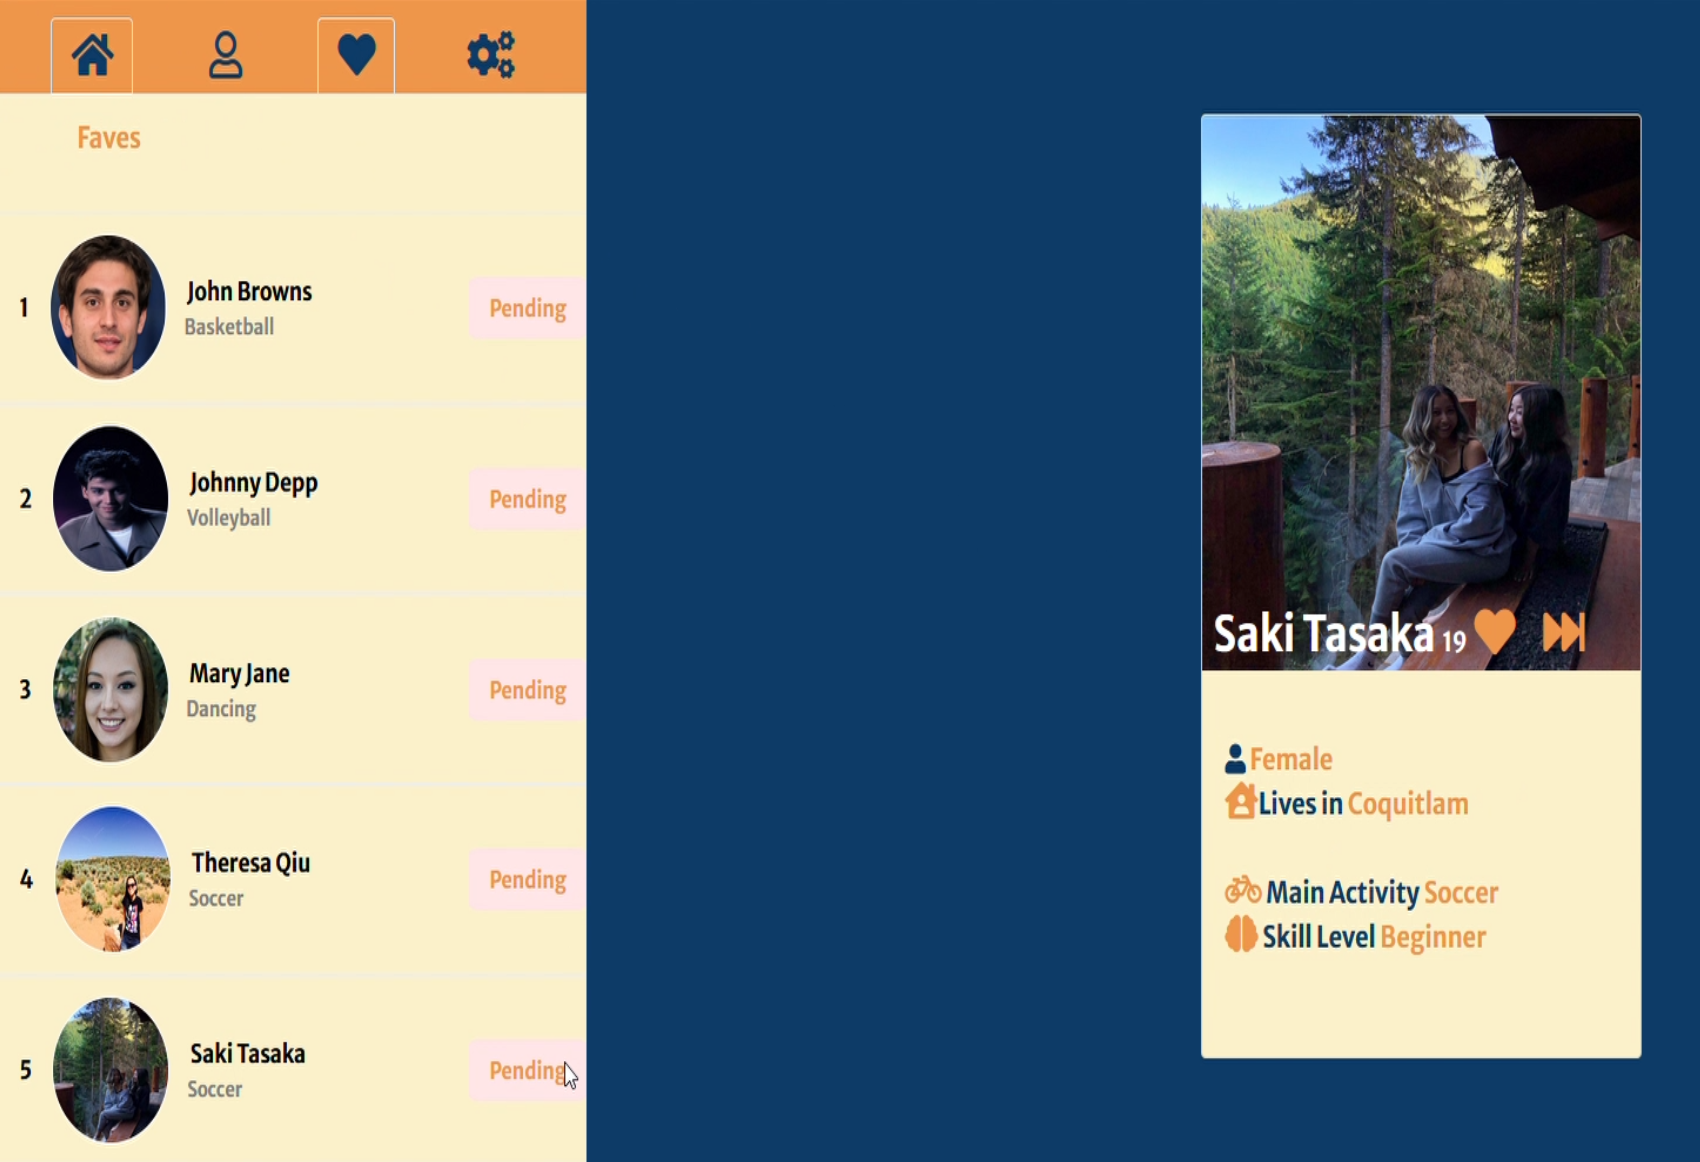 Faves
1
John Browns
Basketball
Pending
2
Johnny Depp
Volleyball
Pending
3
Mary Jane
Dancing
Pending
4
Theresa Qiu
Soccer
Pending
5
Saki Tasaka
Soccer
Pending
Saki Tasaka 19
Female
Lives in Coquitlam
Main Activity Soccer
Skill Level Beginner